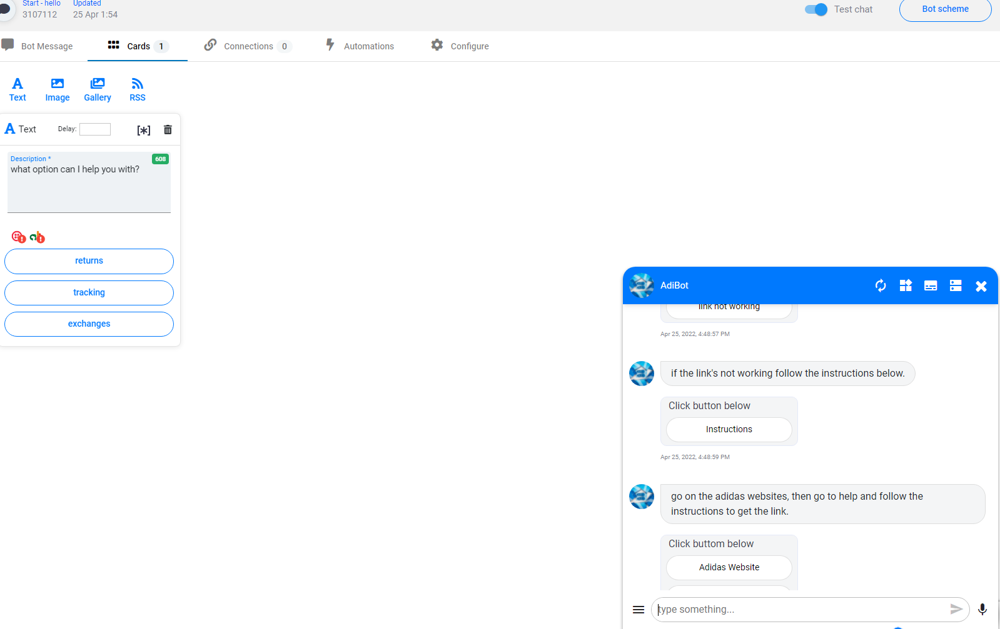 Start - hello
Updated
3107112
25 Apr 1:54
Test chat
Bot scheme
Bot Message
Cards 1
Connections 0
Automations
Configure
Text
Image
Gallery
RSS
A Text
Delay:
[*]
Description *
608
what option can I help you with?
returns
tracking
exchanges
AdiBot
link not working
Apr 25, 2022, 4:48:57 PM
if the link's not working follow the instructions below.
Click button below
Instructions
Apr 25, 2022, 4:48:59 PM
go on the adidas websites, then go to help and follow the
instructions to get the link.
Click buttom below
Adidas Website
type something...